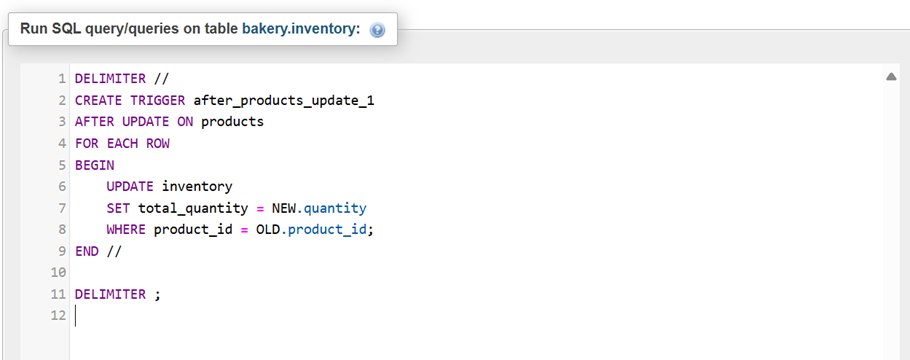 Run SQL query/queries on table bakery.inventory:
1 DELIMITER //
2 CREATE TRIGGER after_products_update_1
3 AFTER UPDATE ON products
4 FOR EACH ROW
5 BEGIN
6     UPDATE inventory
7     SET total_quantity = NEW.quantity
8     WHERE product_id = OLD.product_id;
9 END //
10
11 DELIMITER ;
12